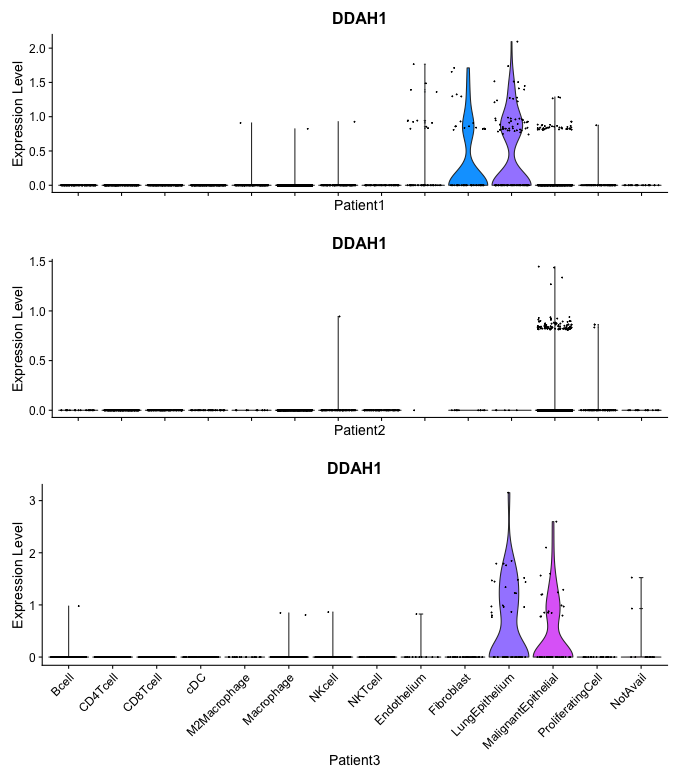 DDAH1
Expression Level
2.0
1.5
1.0
0.5
0.0
Patient1
DDAH1
Expression Level
1.5
1.0
0.5
0.0
Patient2
DDAH1
Expression Level
3
2
1
0
Bcell
CD4Tcell
CD8Tcell
cDC
M2Macrophage
Macrophage
NKcell
NKTcell
Endothelium
Fibroblast
LungEpithelium
MalignantEpithelial
ProliferatingCell
NotAvail
Patient3